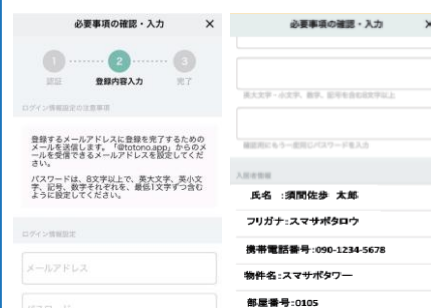 必要事項の確認・入力 ×
1 2 3
認証 登録内容入力 完了
ログイン情報設定の注意事項
登録するメールアドレスに登録を完了するための
メールを送信します。「@totono.app」からのメ
ールを受信できるメールアドレスを設定してくだ
さい。
パスワードは、8文字以上で、英大文字、英小文
字、記号、数字それぞれを、最低1文字ずつ含む
ように設定してください。
ログイン情報設定
メールアドレス
パスワード
必要事項の確認・入力 ×
英大文字・小文字、数字、記号を含む8文字以上
確認用にもう一度同じパスワードを入力
入居者情報
氏名 :須間佐歩 太郎
フリガナ:スマサポタロウ
携帯電話番号:090-1234-5678
物件名:スマサポタワー
部屋番号:0105